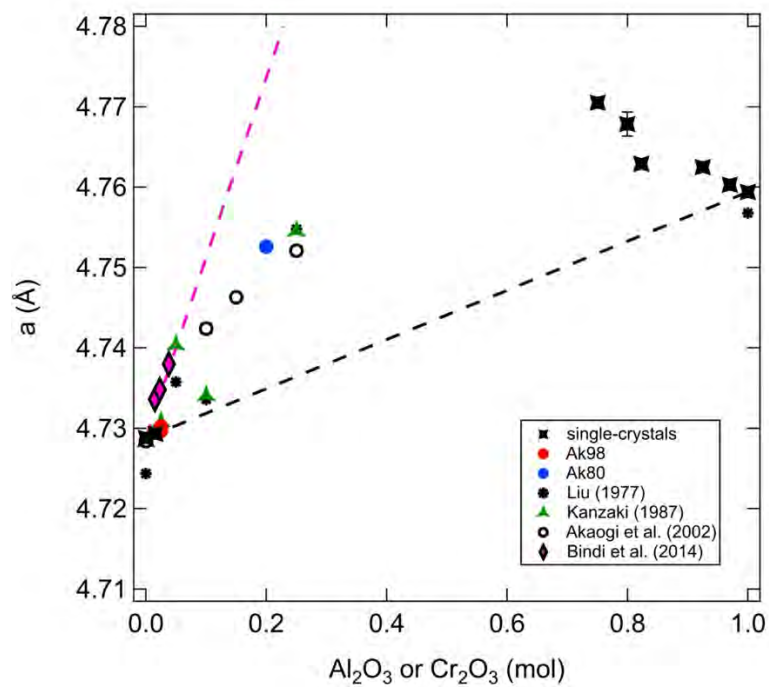 4.78
4.77
4.76
4.75
4.74
4.73
4.72
4.71
a (Å)
single-crystals
Ak98
Ak80
Liu (1977)
Kanzaki (1987)
Akaogi et al. (2002)
Bindi et al. (2014)
0.0 0.2 0.4 0.6 0.8 1.0
Al₂O₃ or Cr₂O₃ (mol)